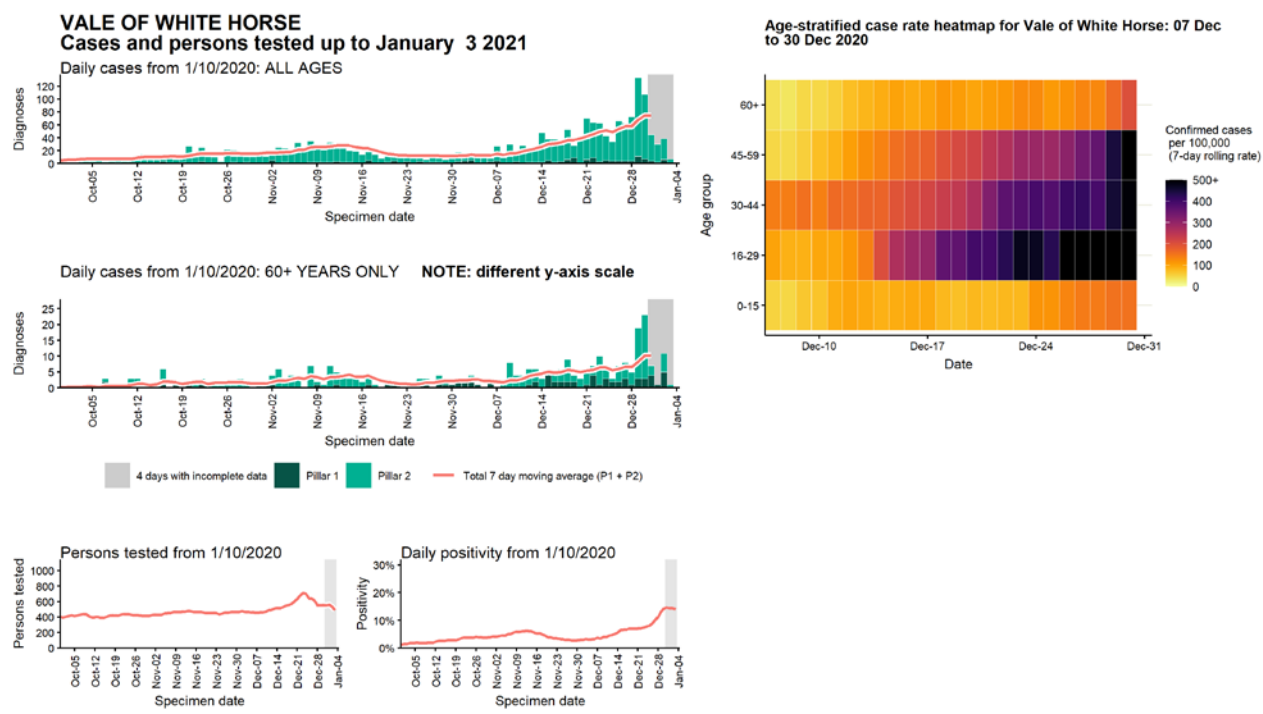 VALE OF WHITE HORSE
Cases and persons tested up to January 3 2021
Daily cases from 1/10/2020: ALL AGES
Diagnoses
120
100
80
60
40
20
0
Oct-05
Oct-12
Oct-19
Oct-26
Nov-02
Nov-09
Nov-16
Nov-23
Nov-30
Dec-07
Dec-14
Dec-21
Dec-28
Jan-04
Specimen date
Daily cases from 1/10/2020: 60+ YEARS ONLY NOTE: different y-axis scale
Diagnoses
25
20
15
10
5
0
Oct-05
Oct-12
Oct-19
Oct-26
Nov-02
Nov-09
Nov-16
Nov-23
Nov-30
Dec-07
Dec-14
Dec-21
Dec-28
Jan-04
Specimen date
4 days with incomplete data
Pillar 1
Pillar 2
Total 7 day moving average (P1 + P2)
Persons tested from 1/10/2020
Persons tested
1000
800
600
400
200
0
Oct-05
Oct-12
Oct-19
Oct-26
Nov-02
Nov-09
Nov-16
Nov-23
Nov-30
Dec-07
Dec-14
Dec-21
Dec-28
Jan-04
Specimen date
Daily positivity from 1/10/2020
Positivity
30%
20%
10%
0%
Oct-05
Oct-12
Oct-19
Oct-26
Nov-02
Nov-09
Nov-16
Nov-23
Nov-30
Dec-07
Dec-14
Dec-21
Dec-28
Jan-04
Specimen date
Age-stratified case rate heatmap for Vale of White Horse: 07 Dec
to 30 Dec 2020
Age group
60+
45-59
30-44
16-29
0-15
Dec-10
Dec-17
Dec-24
Dec-31
Date
Confirmed cases
per 100,000
(7-day rolling rate)
500+
400
300
200
100
0